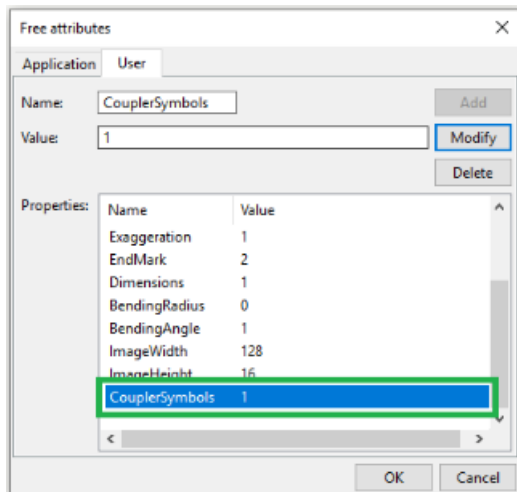 Free attributes
Application User
Name: CouplerSymbols Add
Value: 1 Modify
Delete
Properties: Name Value
Exaggeration 1
EndMark 2
Dimensions 1
BendingRadius 0
BendingAngle 1
ImageWidth 128
ImageHeight 16
CouplerSymbols 1
OK Cancel